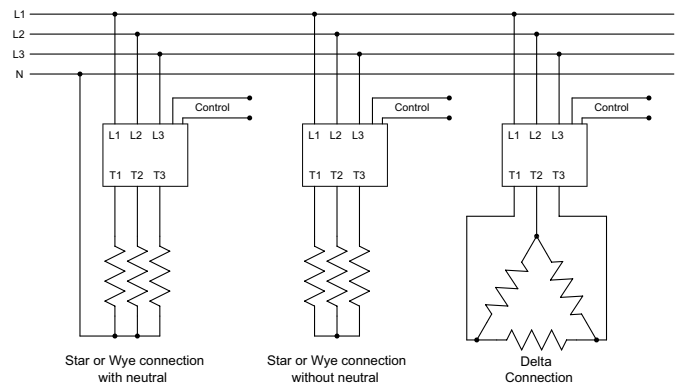 L1
L2
L3
N
Control
L1 L2 L3
T1 T2 T3
Star or Wye connection
with neutral
Control
L1 L2 L3
T1 T2 T3
Star or Wye connection
without neutral
Control
L1 L2 L3
T1 T2 T3
Delta
Connection